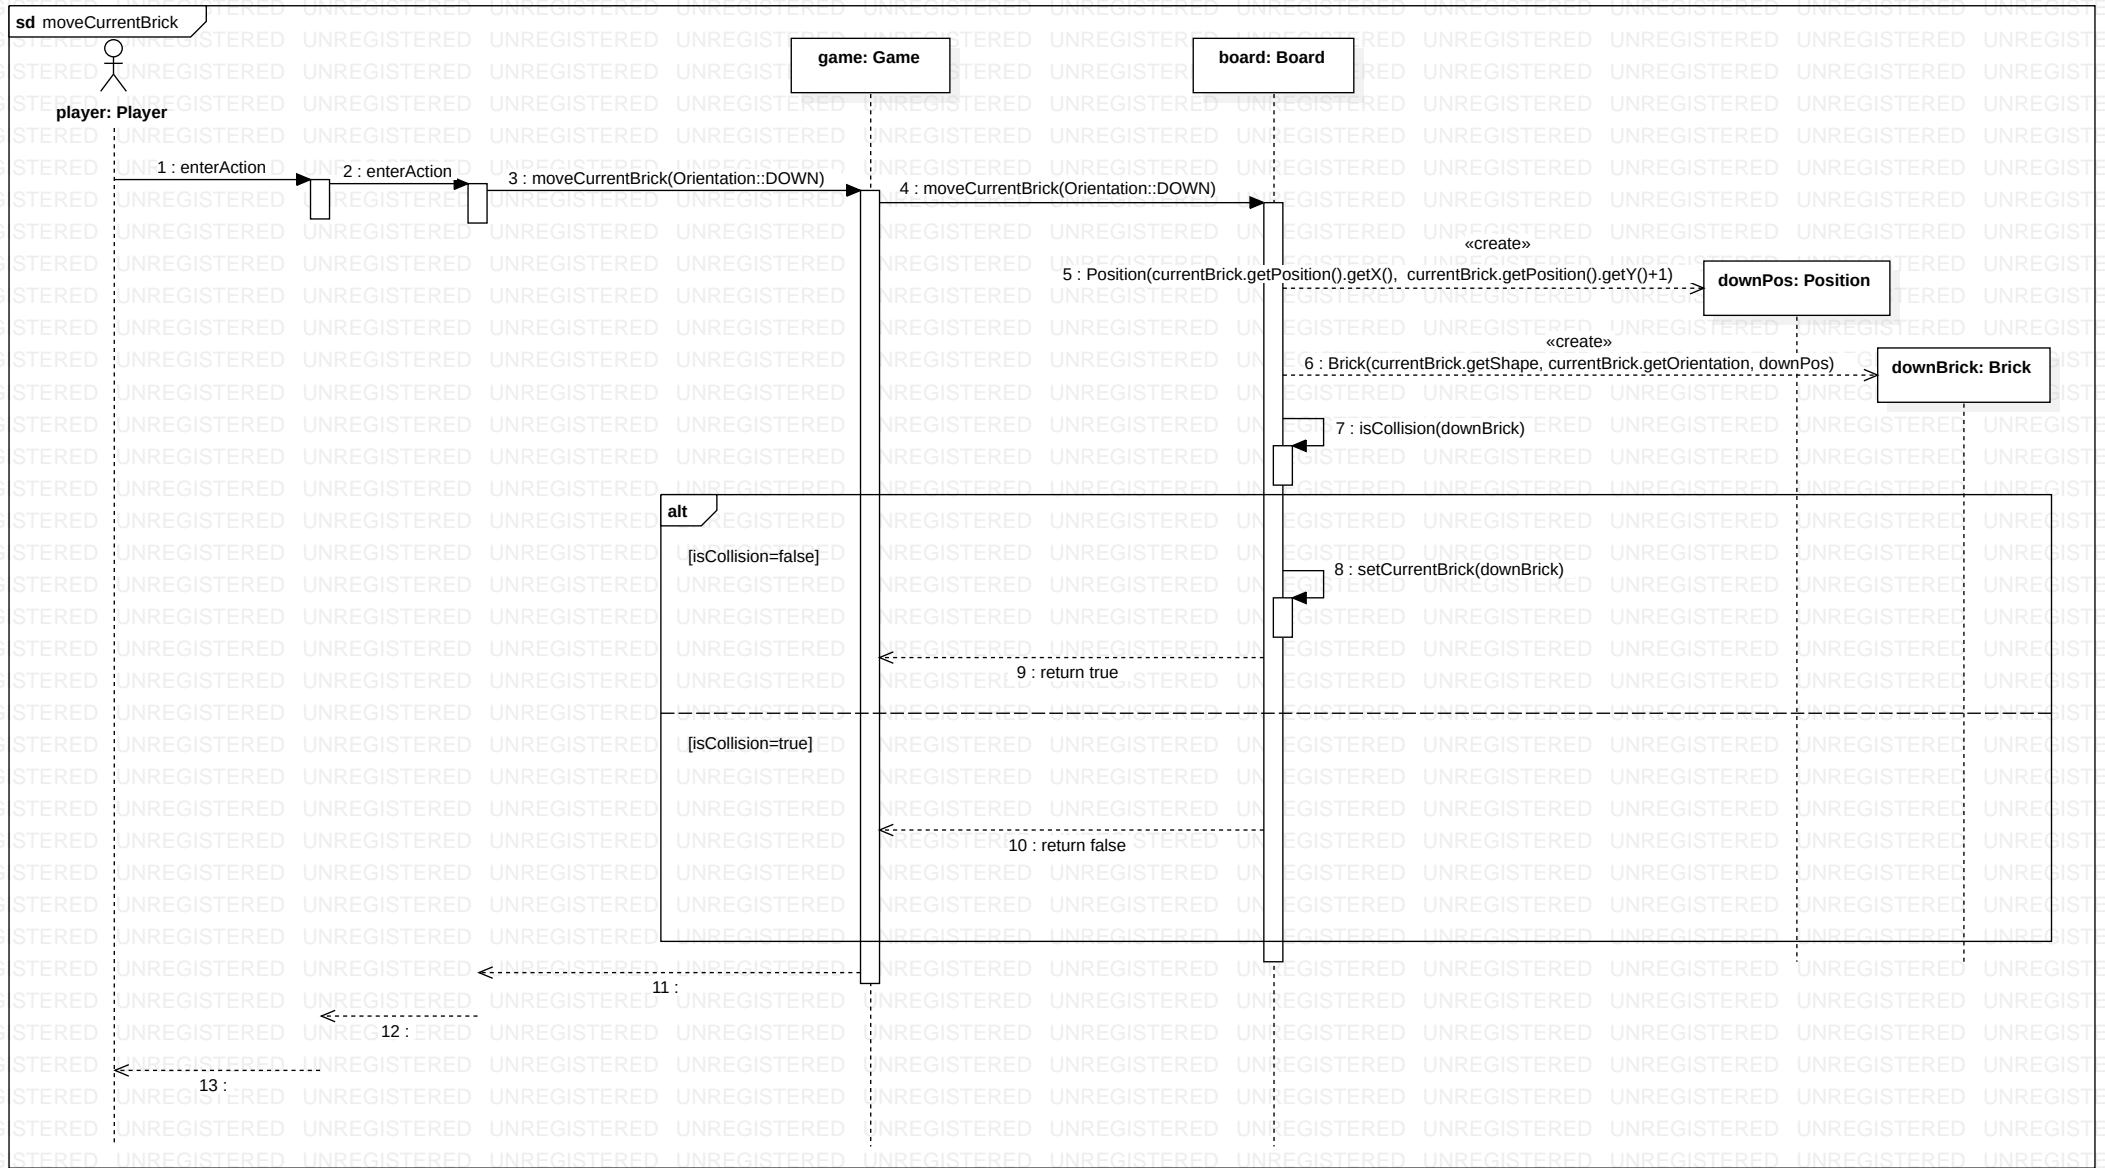 sd moveCurrentBrick
player: Player
game: Game
board: Board
1 : enterAction
2 : enterAction
3 : moveCurrentBrick(Orientation::DOWN)
4 : moveCurrentBrick(Orientation::DOWN)
«create»
5 : Position(currentBrick.getPosition().getX(),  currentBrick.getPosition().getY()+1)
downPos: Position
«create»
6 : Brick(currentBrick.getShape, currentBrick.getOrientation, downPos)
downBrick: Brick
7 : isCollision(downBrick)
alt
[isCollision=false]
8 : setCurrentBrick(downBrick)
9 : return true
[isCollision=true]
10 : return false
11 :
12 :
13 :
UNREGISTERED